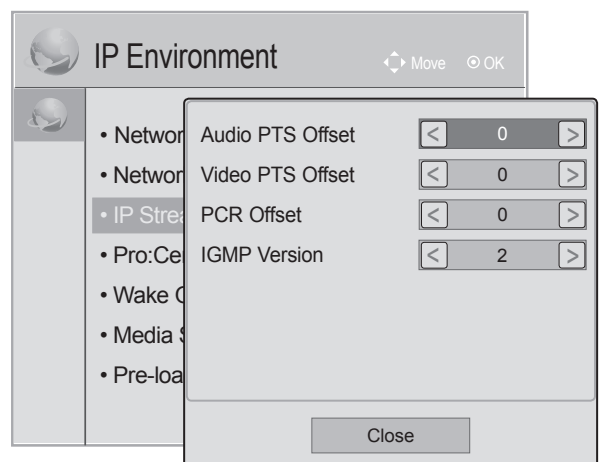 IP Environment
Move OK
• Networ
• Networ
• IP Strea
• Pro:Ce
• Wake
• Media
• Pre-loa
Audio PTS Offset < 0 >
Video PTS Offset < 0 >
PCR Offset < 0 >
IGMP Version < 2 >
Close